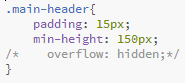 .main-header{
    padding: 15px;
    min-height: 150px;
/*    overflow: hidden;*/
}